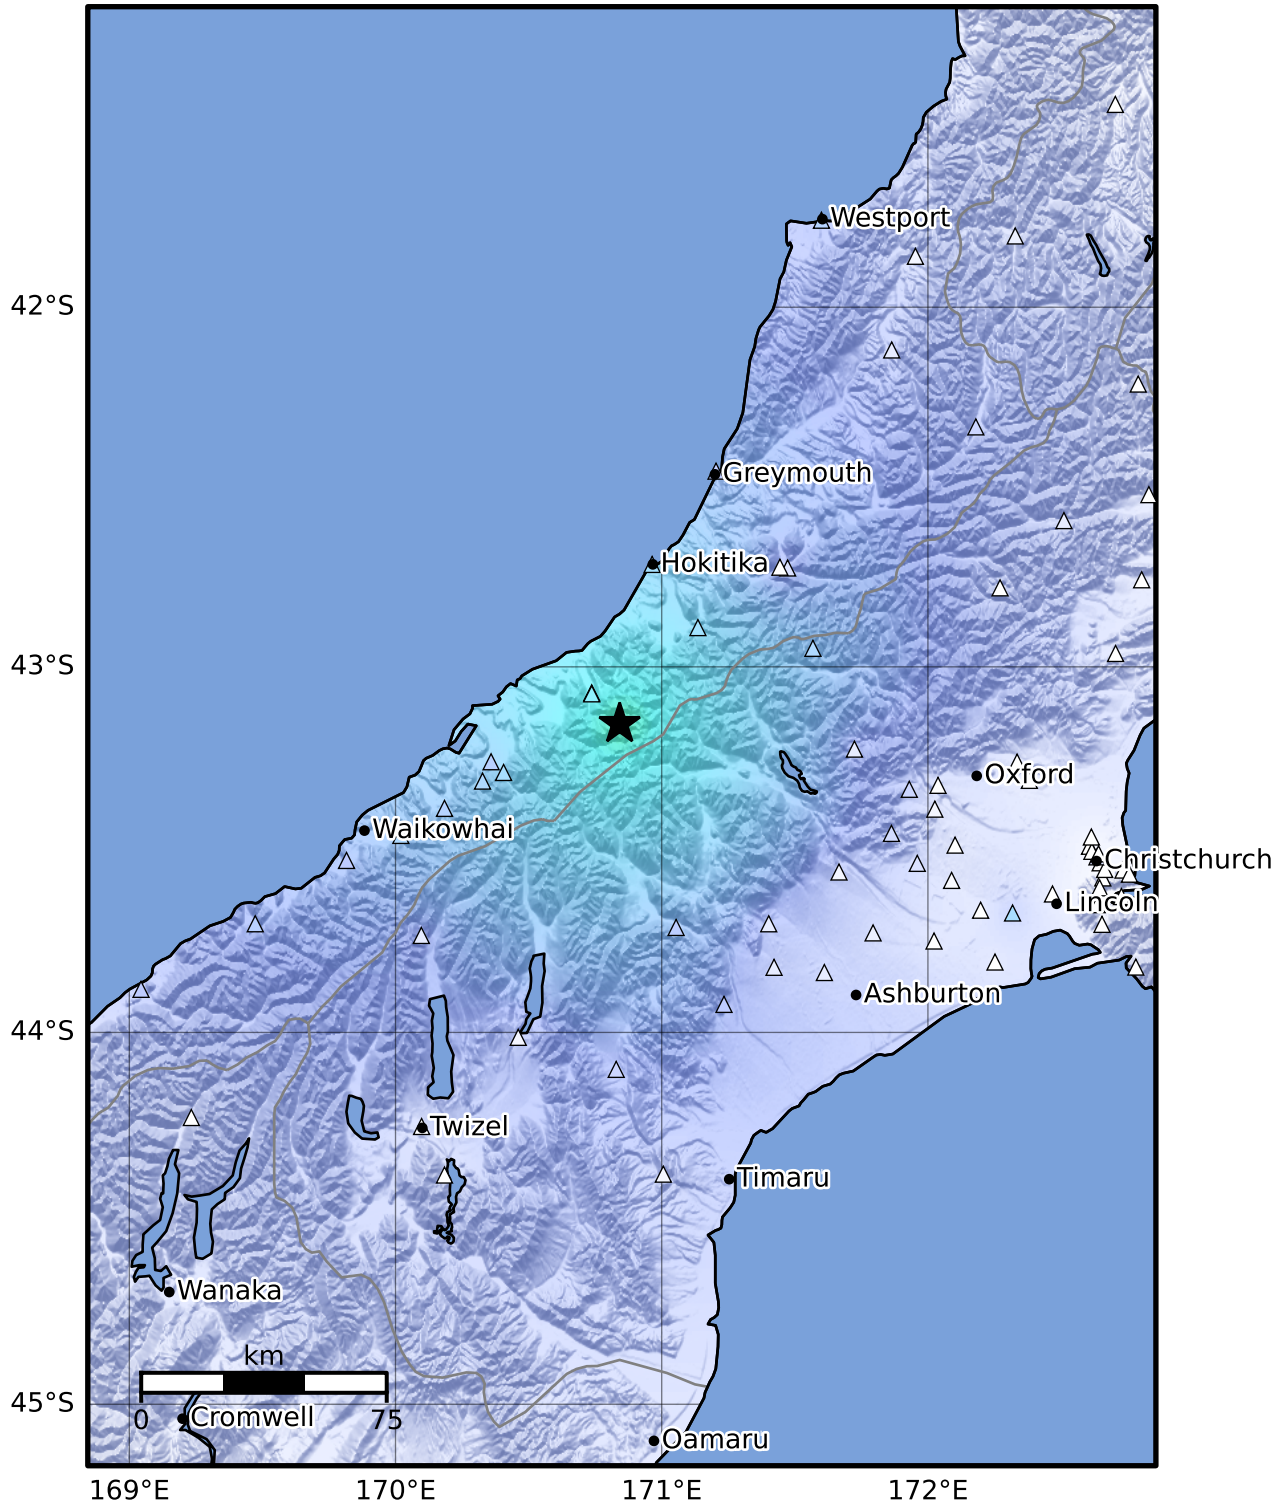 Westport
42°S
Greymouth
Hokitika
43°S
Oxford
Waikowhai
Christchurch
Lincoln
Ashburton
44°S
Twizel
Timaru
Wanaka
km
45°S
0
75
Cromwell
Oamaru
169°E
170°E
171°E
172°E